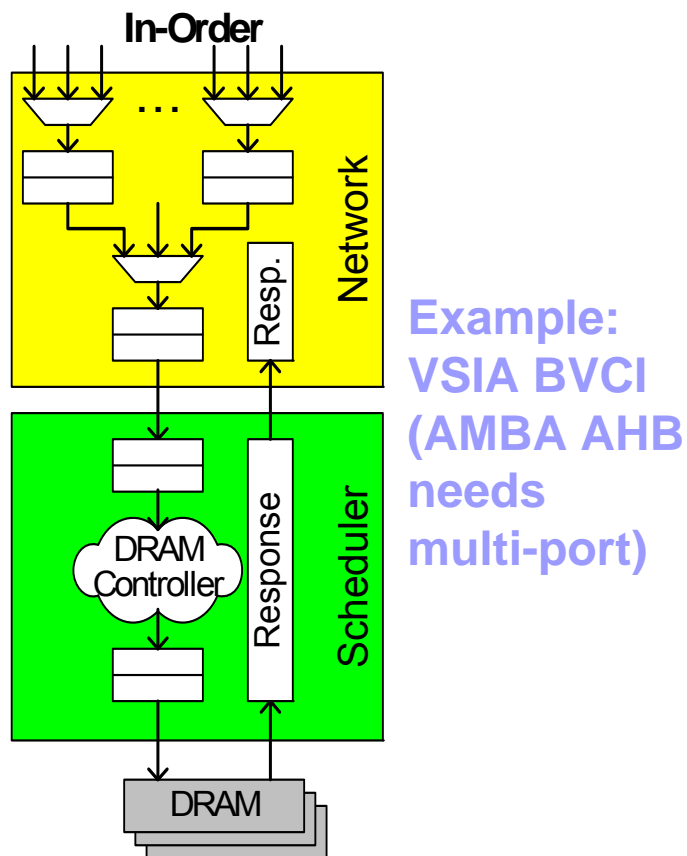 In-Order
. . .
Network
Resp.
Example:
VSIA BVCI
(AMBA AHB
needs
multi-port)
DRAM
Controller
Response
Scheduler
DRAM